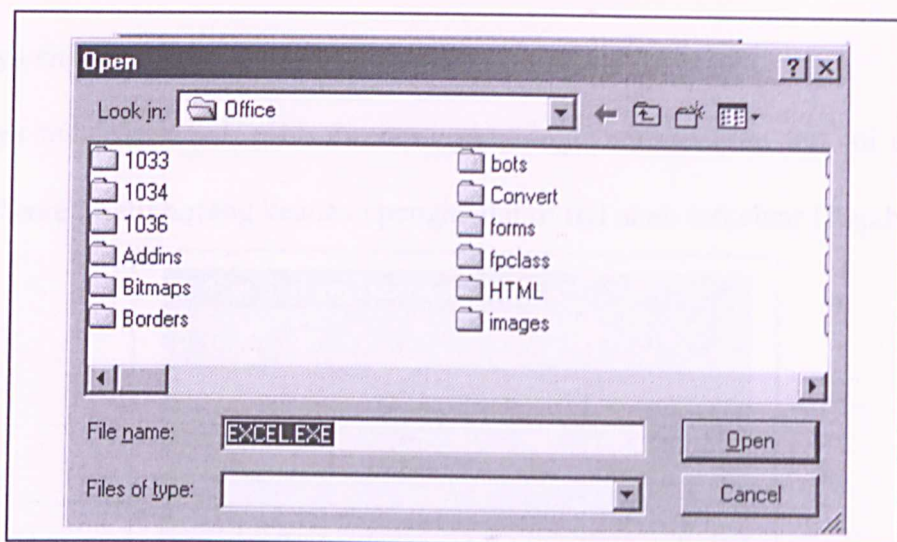 Open
Look in: Office
1033
1034
1036
Addins
Bitmaps
Borders
bots
Convert
forms
fpclass
HTML
images
File name: EXCEL.EXE
Open
Files of type:
Cancel